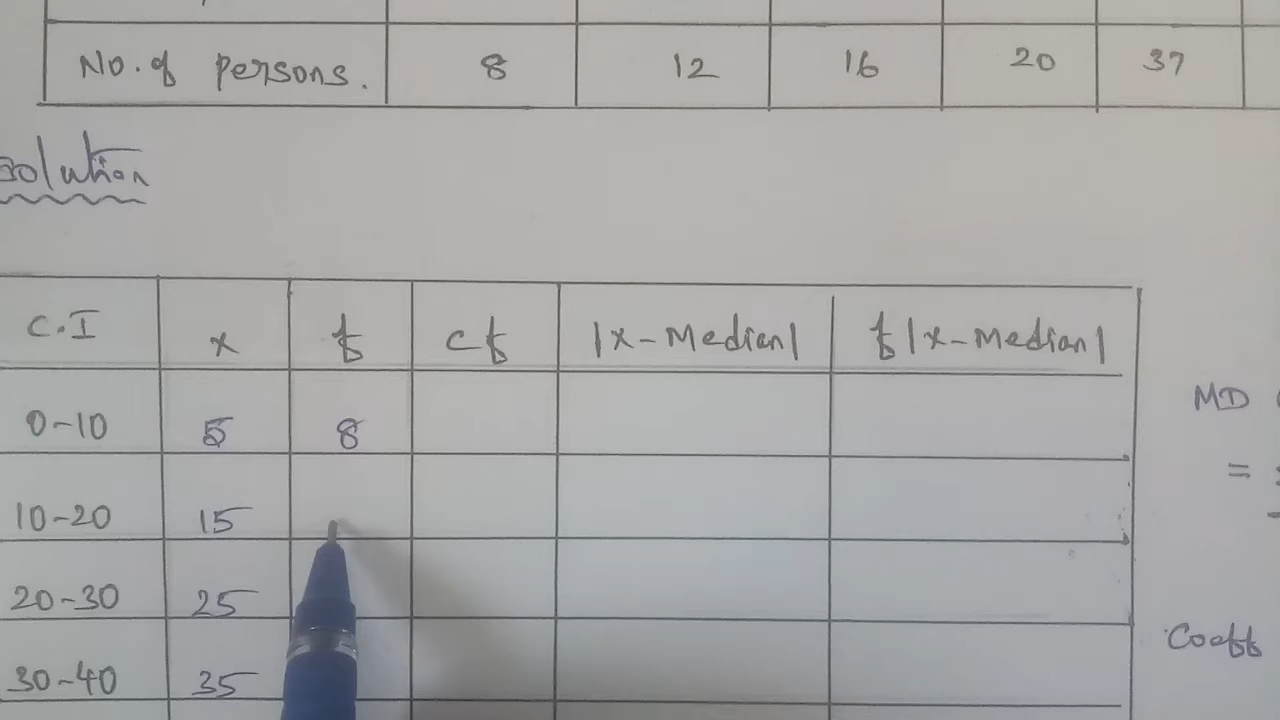 No. of persons. 8 12 16 20 37
Solution
C.I x f cf |x-Median| f|x-Median|
0-10 5 8
MD
=
10-20 15
20-30 25
Coeff
30-40 35